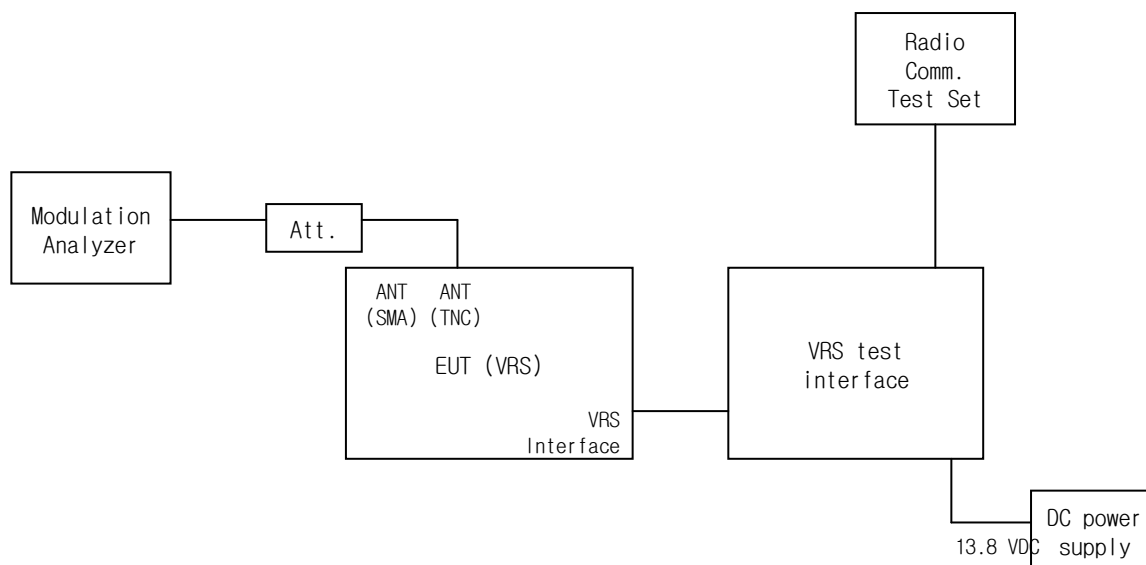 Radio
Comm.
Test Set
Modulation
Analyzer
Att.
ANT ANT
(SMA) (TNC)
EUT (VRS)
VRS
Interface
VRS test
interface
DC power
supply
13.8 VDC